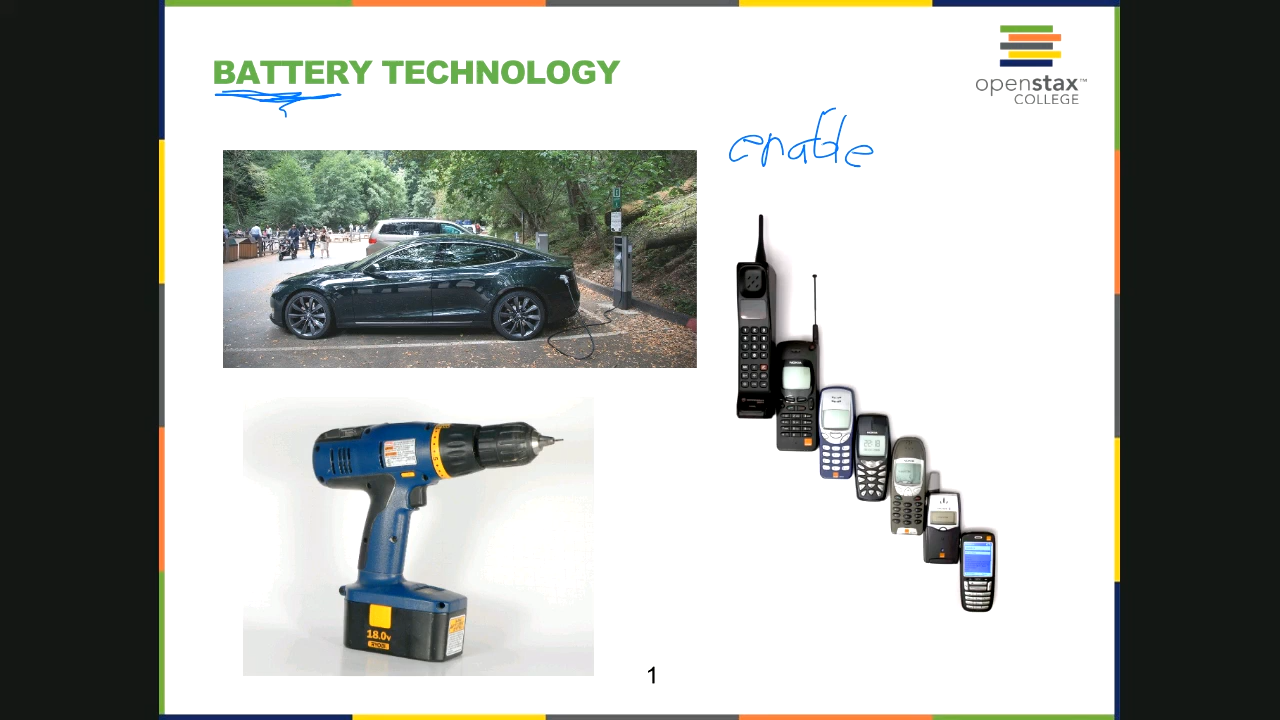 BATTERY TECHNOLOGY
openstax™
COLLEGE
enable
18.0v
1